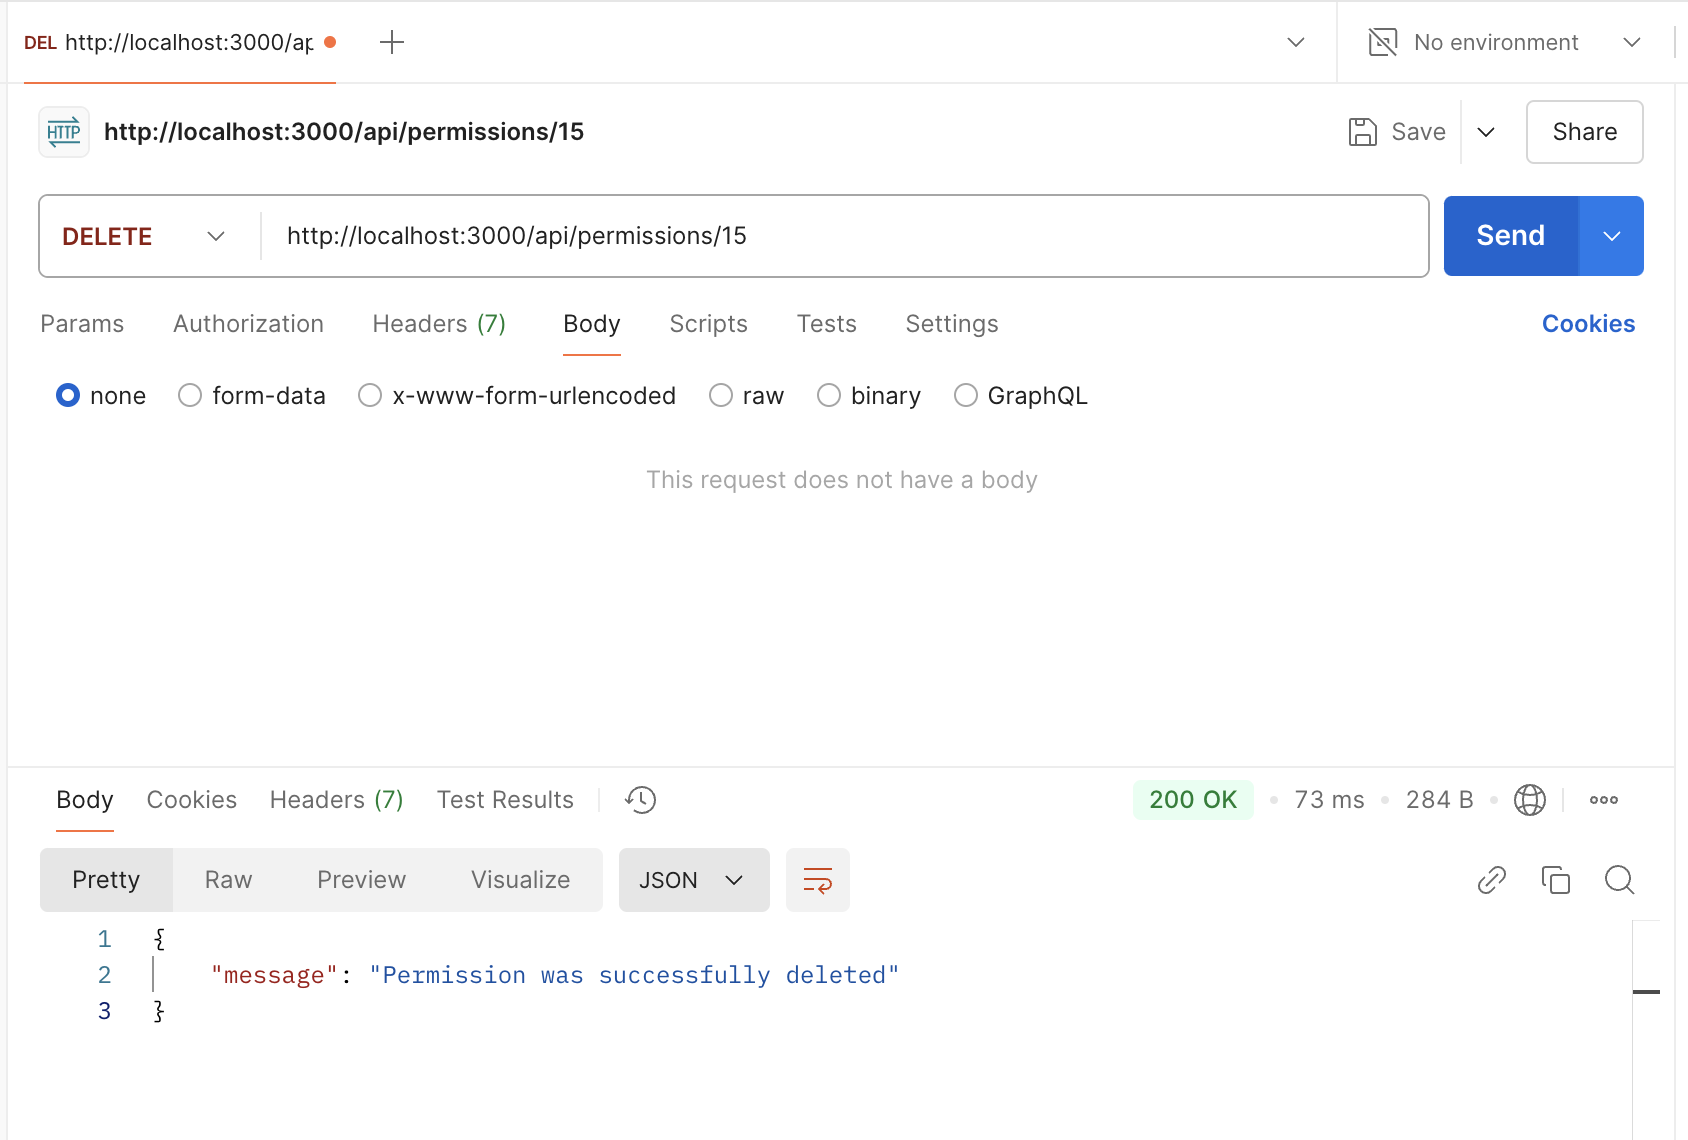 DEL http://localhost:3000/ap
No environment
HTTP http://localhost:3000/api/permissions/15
Save
Share
DELETE http://localhost:3000/api/permissions/15
Send
Params Authorization Headers (7) Body Scripts Tests Settings Cookies
none form-data x-www-form-urlencoded raw binary GraphQL
This request does not have a body
Body Cookies Headers (7) Test Results 200 OK 73 ms 284 B
Pretty Raw Preview Visualize JSON
1 {
2 "message": "Permission was successfully deleted"
3 }